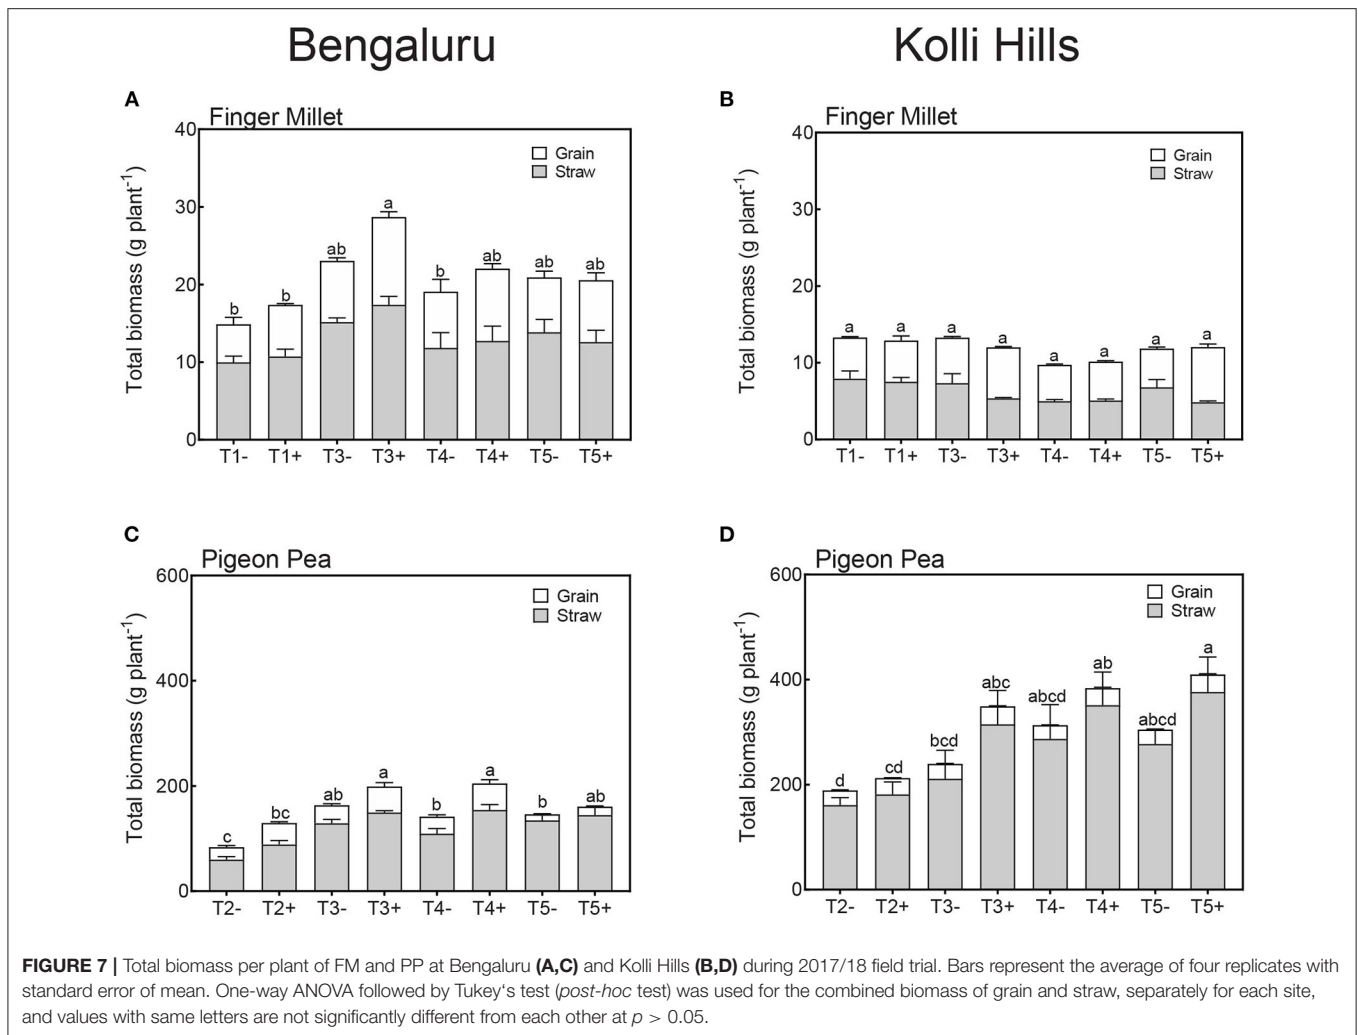 Bengaluru
Kolli Hills
A
Finger Millet
Total biomass (g plant-1)
40
30
20
10
0
Grain
Straw
b
b
ab
a
b
ab
ab
ab
T1-
T1+
T3-
T3+
T4-
T4+
T5-
T5+
B
Finger Millet
Total biomass (g plant-1)
40
30
20
10
0
Grain
Straw
a
a
a
a
a
a
a
a
T1-
T1+
T3-
T3+
T4-
T4+
T5-
T5+
C
Pigeon Pea
Total biomass (g plant-1)
600
400
200
0
Grain
Straw
c
bc
ab
a
b
a
b
ab
T2-
T2+
T3-
T3+
T4-
T4+
T5-
T5+
D
Pigeon Pea
Total biomass (g plant-1)
600
400
200
0
Grain
Straw
d
cd
bcd
abc
abcd
ab
abcd
a
T2-
T2+
T3-
T3+
T4-
T4+
T5-
T5+
FIGURE 7 | Total biomass per plant of FM and PP at Bengaluru (A,C) and Kolli Hills (B,D) during 2017/18 field trial. Bars represent the average of four replicates with
standard error of mean. One-way ANOVA followed by Tukey‘s test (post-hoc test) was used for the combined biomass of grain and straw, separately for each site,
and values with same letters are not significantly different from each other at p > 0.05.